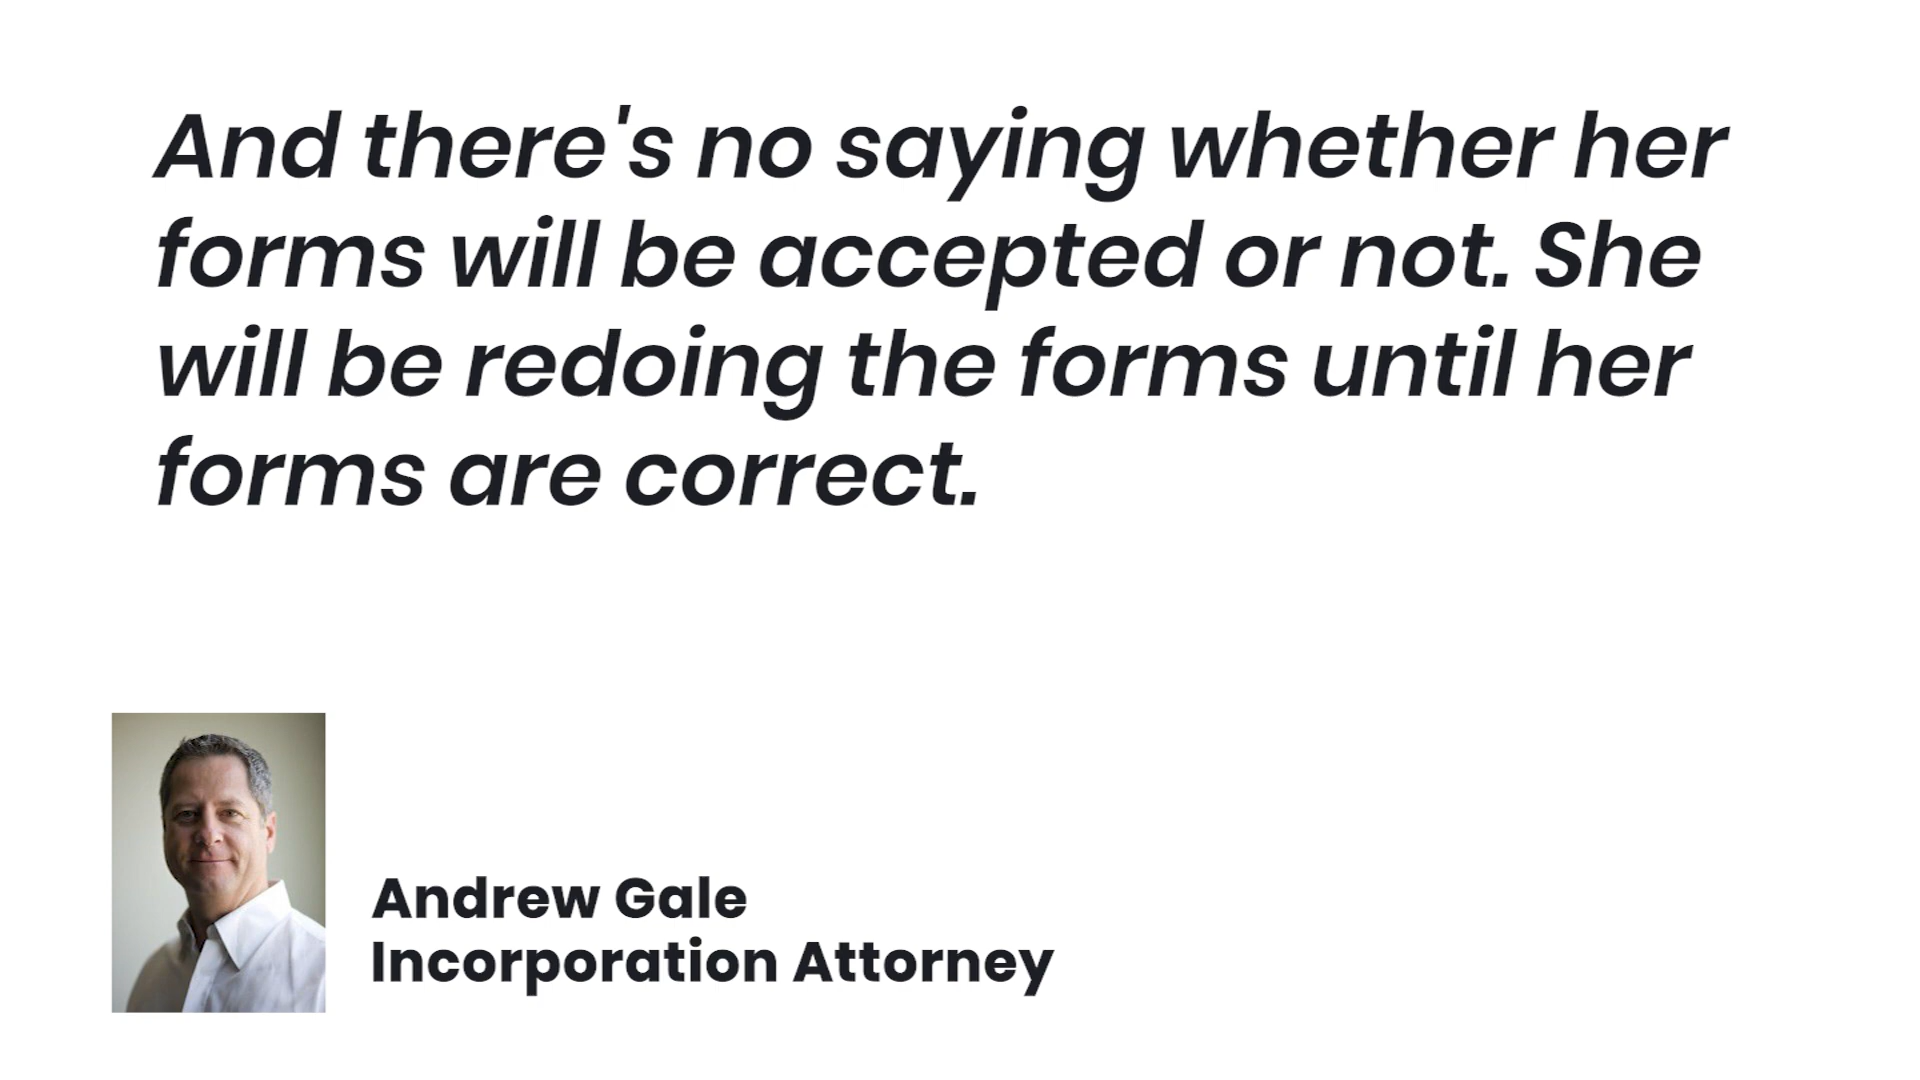 And there's no saying whether her
forms will be accepted or not. She
will be redoing the forms until her
forms are correct.
Andrew Gale
Incorporation Attorney